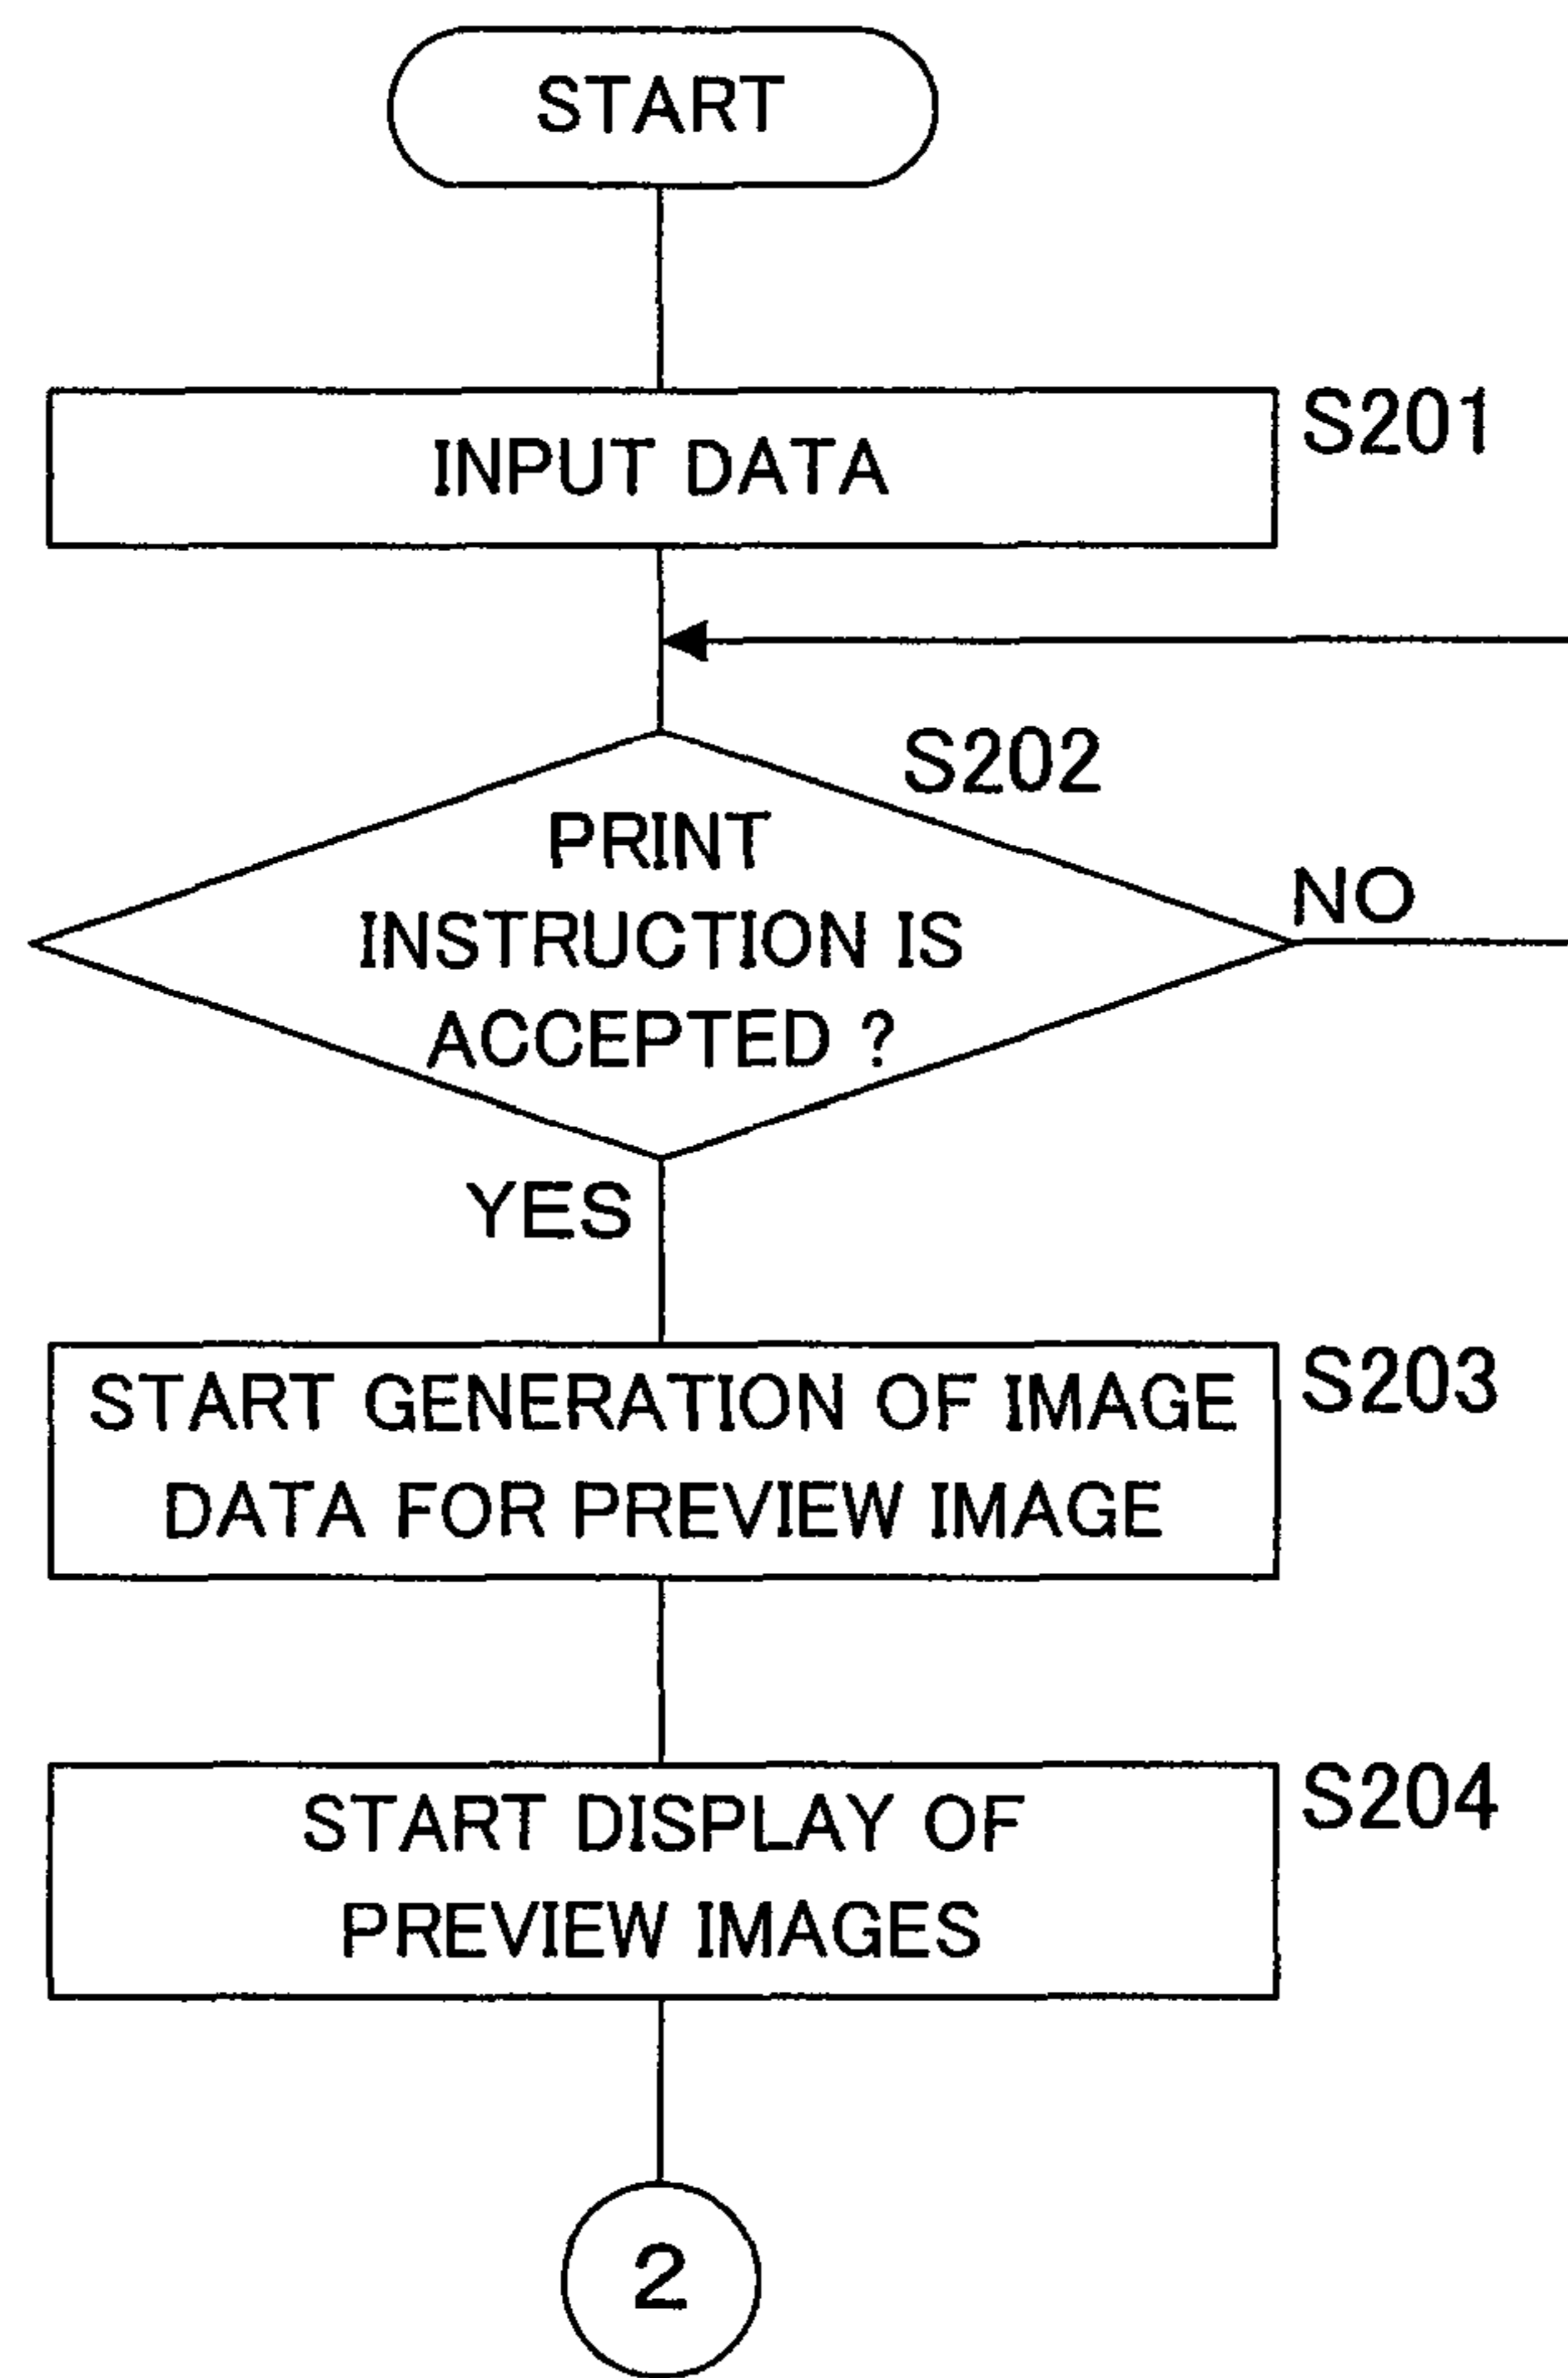 START
S201
INPUT DATA
S202
PRINT
INSTRUCTION IS
ACCEPTED ?
NO
YES
S203
START GENERATION OF IMAGE
DATA FOR PREVIEW IMAGE
S204
START DISPLAY OF
PREVIEW IMAGES
2